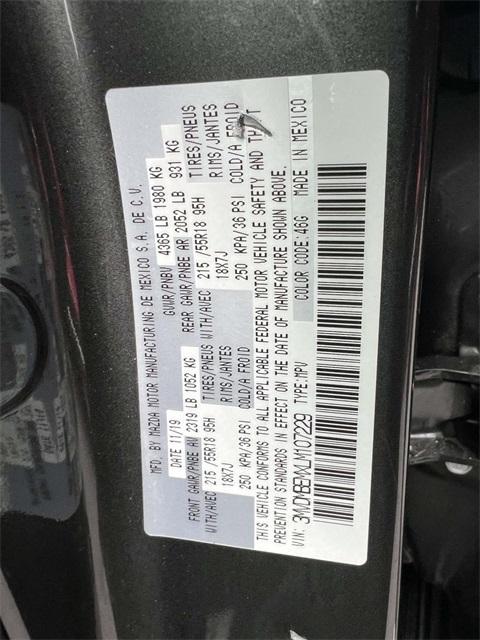 MFD. BY MAZDA MOTOR MANUFACTURING DE MEXICO S.A. DE C.V.
DATE 11/19 GVWR/PNBV 4365 LB 1980 KG
FRONT GAWR/PNBE AV 2319 LB 1052 KG REAR GAWR/PNBE AR 2052 LB 931 KG
WITH/AVEC TIRES/PNEUS WITH/AVEC TIRES/PNEUS
215 /55R18 95H RIMS/JANTES 215 /55R18 95H RIMS/JANTES
18X7J COLD/A FROID 18X7J COLD/A FROID
250 KPA/36 PSI 250 KPA/36 PSI
THIS VEHICLE CONFORMS TO ALL APPLICABLE FEDERAL MOTOR VEHICLE SAFETY AND THEFT
PREVENTION STANDARDS IN EFFECT ON THE DATE OF MANUFACTURE SHOWN ABOVE.
VIN: 3MVDMBBXKLM107229 TYPE:MPV COLOR CODE: 46G MADE IN MEXICO